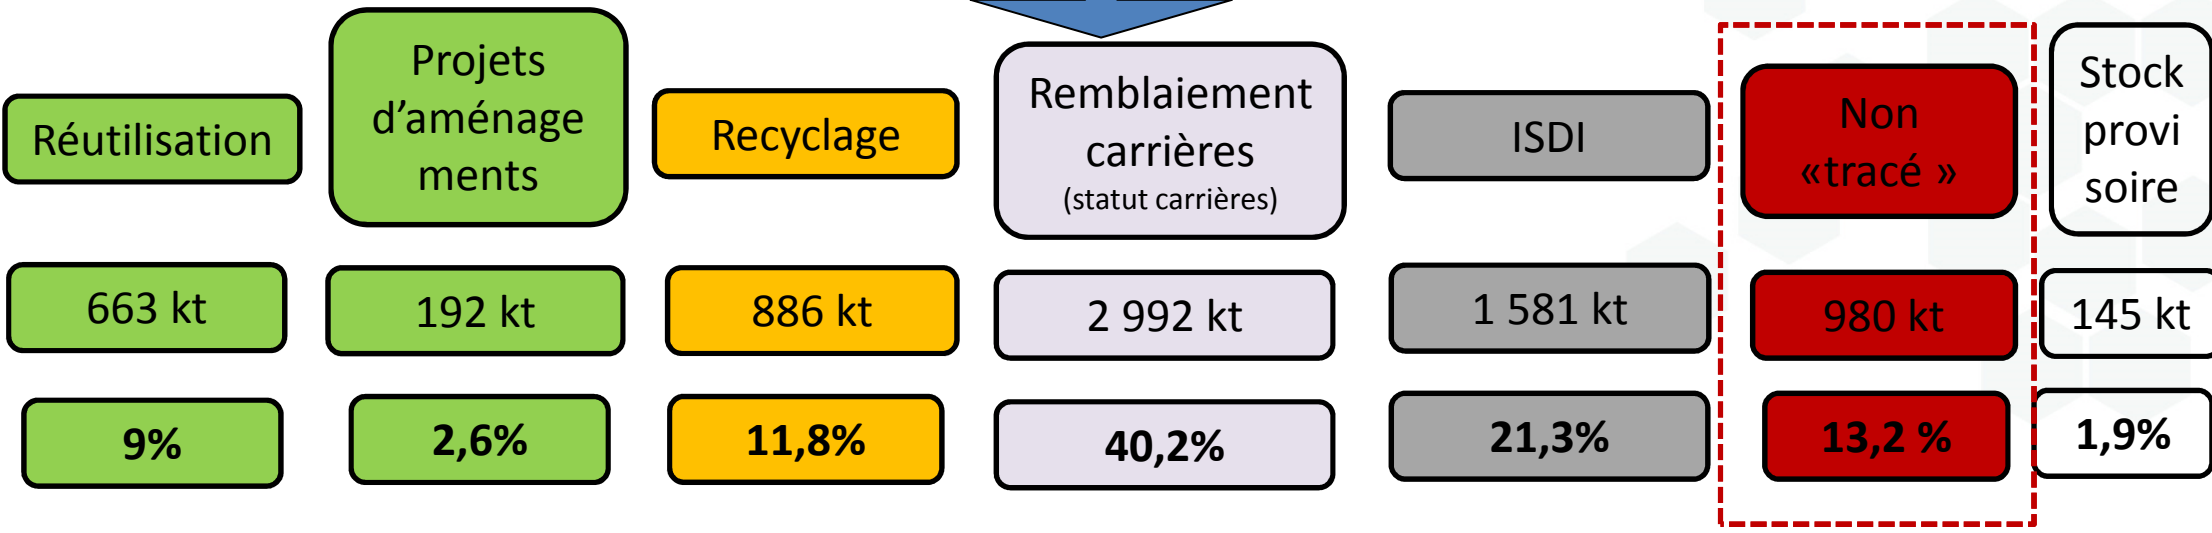 Réutilisation
Projets
d’aménage
ments
Recyclage
Remblaiement
carrières
(statut carrières)
ISDI
Non
«tracé »
Stock
provi
soire
663 kt
192 kt
886 kt
2 992 kt
1 581 kt
980 kt
145 kt
9%
2,6%
11,8%
40,2%
21,3%
13,2 %
1,9%